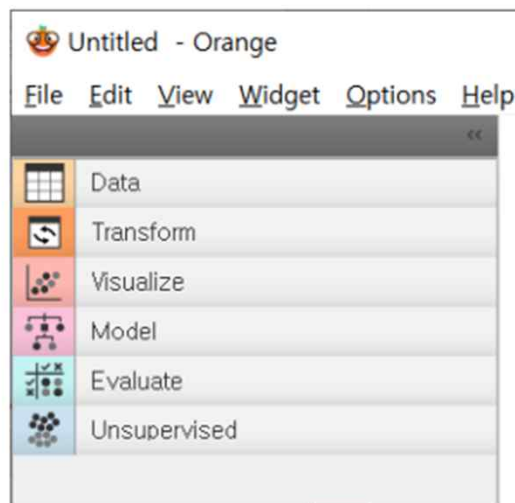 Untitled - Orange
File Edit View Widget Options Help
Data
Transform
Visualize
Model
Evaluate
Unsupervised